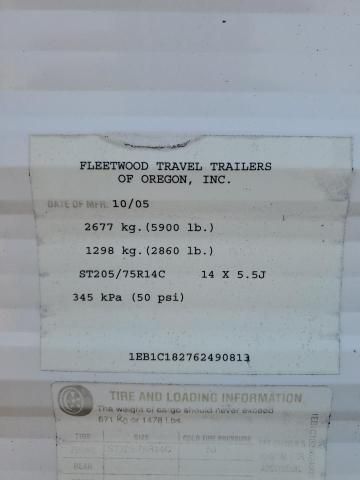 FLEETWOOD TRAVEL TRAILERS
OF OREGON, INC.
DATE OF MFR: 10/05
2677 kg.(5900 lb.)
1298 kg.(2860 lb.)
ST205/75R14C 14 X 5.5J
345 kPa (50 psi)
1EB1C182762490813
TIRE AND LOADING INFORMATION
The weight of cargo should never exceed
671 Kg or 1478 Lbs.
TIRE SIZE COLD TIRE PRESSURE
REAR